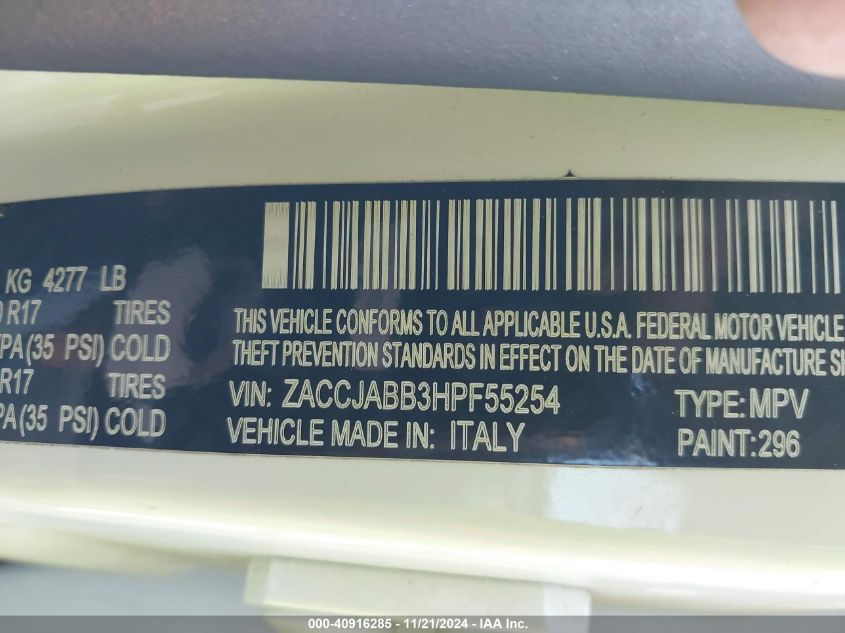 KG 4277 LB
R17 TIRES
PA(35 PSI) COLD
R17 TIRES
PA(35 PSI) COLD
THIS VEHICLE CONFORMS TO ALL APPLICABLE U.S.A. FEDERAL MOTOR VEHICLE
THEFT PREVENTION STANDARDS IN EFFECT ON THE DATE OF MANUFACTURE
VIN: ZACCJABB3HPF55254 TYPE: MPV
VEHICLE MADE IN: ITALY PAINT:296
000-40916285 - 11/21/2024 - IAA Inc.